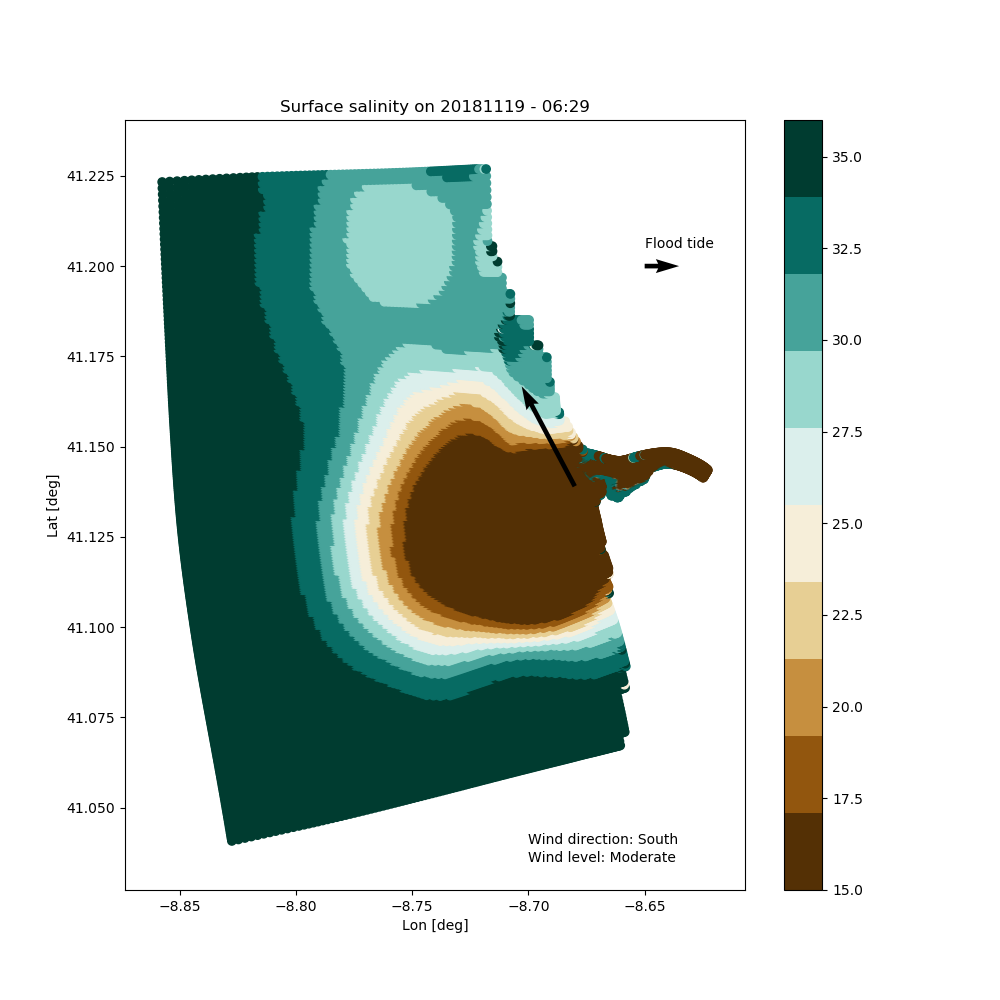 Surface salinity on 20181119 - 06:29
41.225
41.200
41.175
41.150
41.125
41.100
41.075
41.050
Lat [deg]
Flood tide
Wind direction: South
Wind level: Moderate
−8.85 −8.80 −8.75 −8.70 −8.65
Lon [deg]
35.0
32.5
30.0
27.5
25.0
22.5
20.0
17.5
15.0